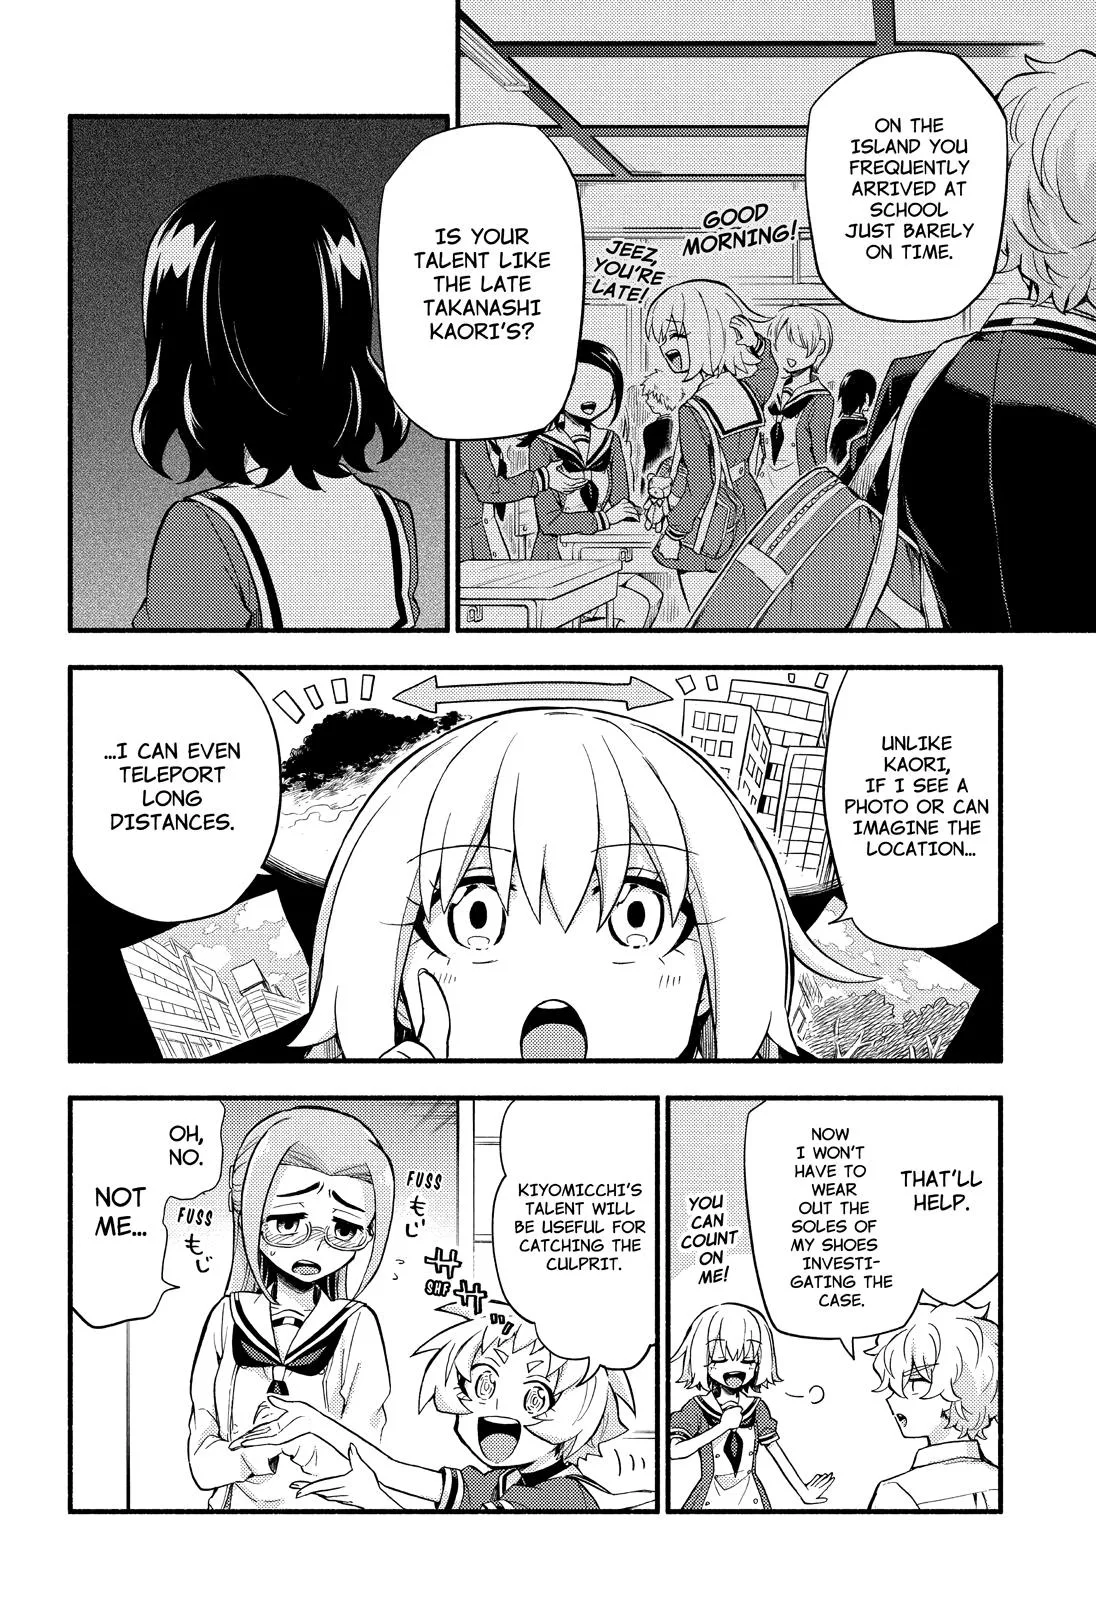 ON THE
ISLAND YOU
FREQUENTLY
ARRIVED AT
SCHOOL
JUST BARELY
ON TIME.
GOOD
MORNING!
JEEZ,
YOU'RE
LATE!
IS YOUR
TALENT LIKE
THE LATE
TAKANASHI
KAORI'S?
UNLIKE
KAORI,
IF I SEE A
PHOTO OR CAN
IMAGINE THE
LOCATION...
...I CAN EVEN
TELEPORT
LONG
DISTANCES.
THAT'LL
HELP.
NOW
I WON'T
HAVE TO
WEAR
OUT THE
SOLES OF
MY SHOES
INVESTI-
GATING THE
CASE.
YOU
CAN
COUNT
ON
ME!
KIYOMICCHI'S
TALENT WILL
BE USEFUL FOR
CATCHING THE
CULPRIT.
サ
サ
SHF
FUSS
もじ
FUSS
もじ
OH,
NO.
NOT
ME...